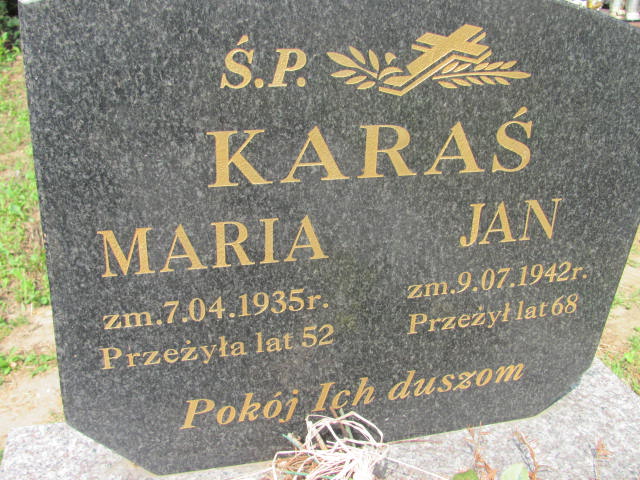 Ś.P.
KARAŚ
MARIA
zm.7.04.1935r.
Przeżyła lat 52
JAN
zm.9.07.1942r.
Przeżył lat 68
Pokój Ich duszom